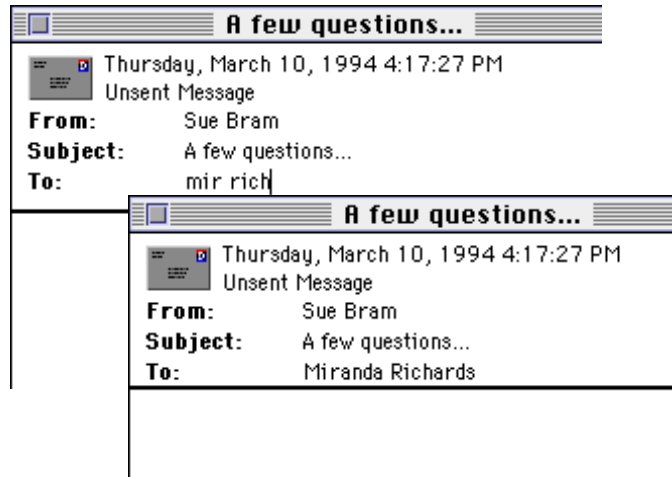 A few questions...
Thursday, March 10, 1994 4:17:27 PM
Unsent Message
From: Sue Bram
Subject: A few questions...
To: mir rich
A few questions...
Thursday, March 10, 1994 4:17:27 PM
Unsent Message
From: Sue Bram
Subject: A few questions...
To: Miranda Richards